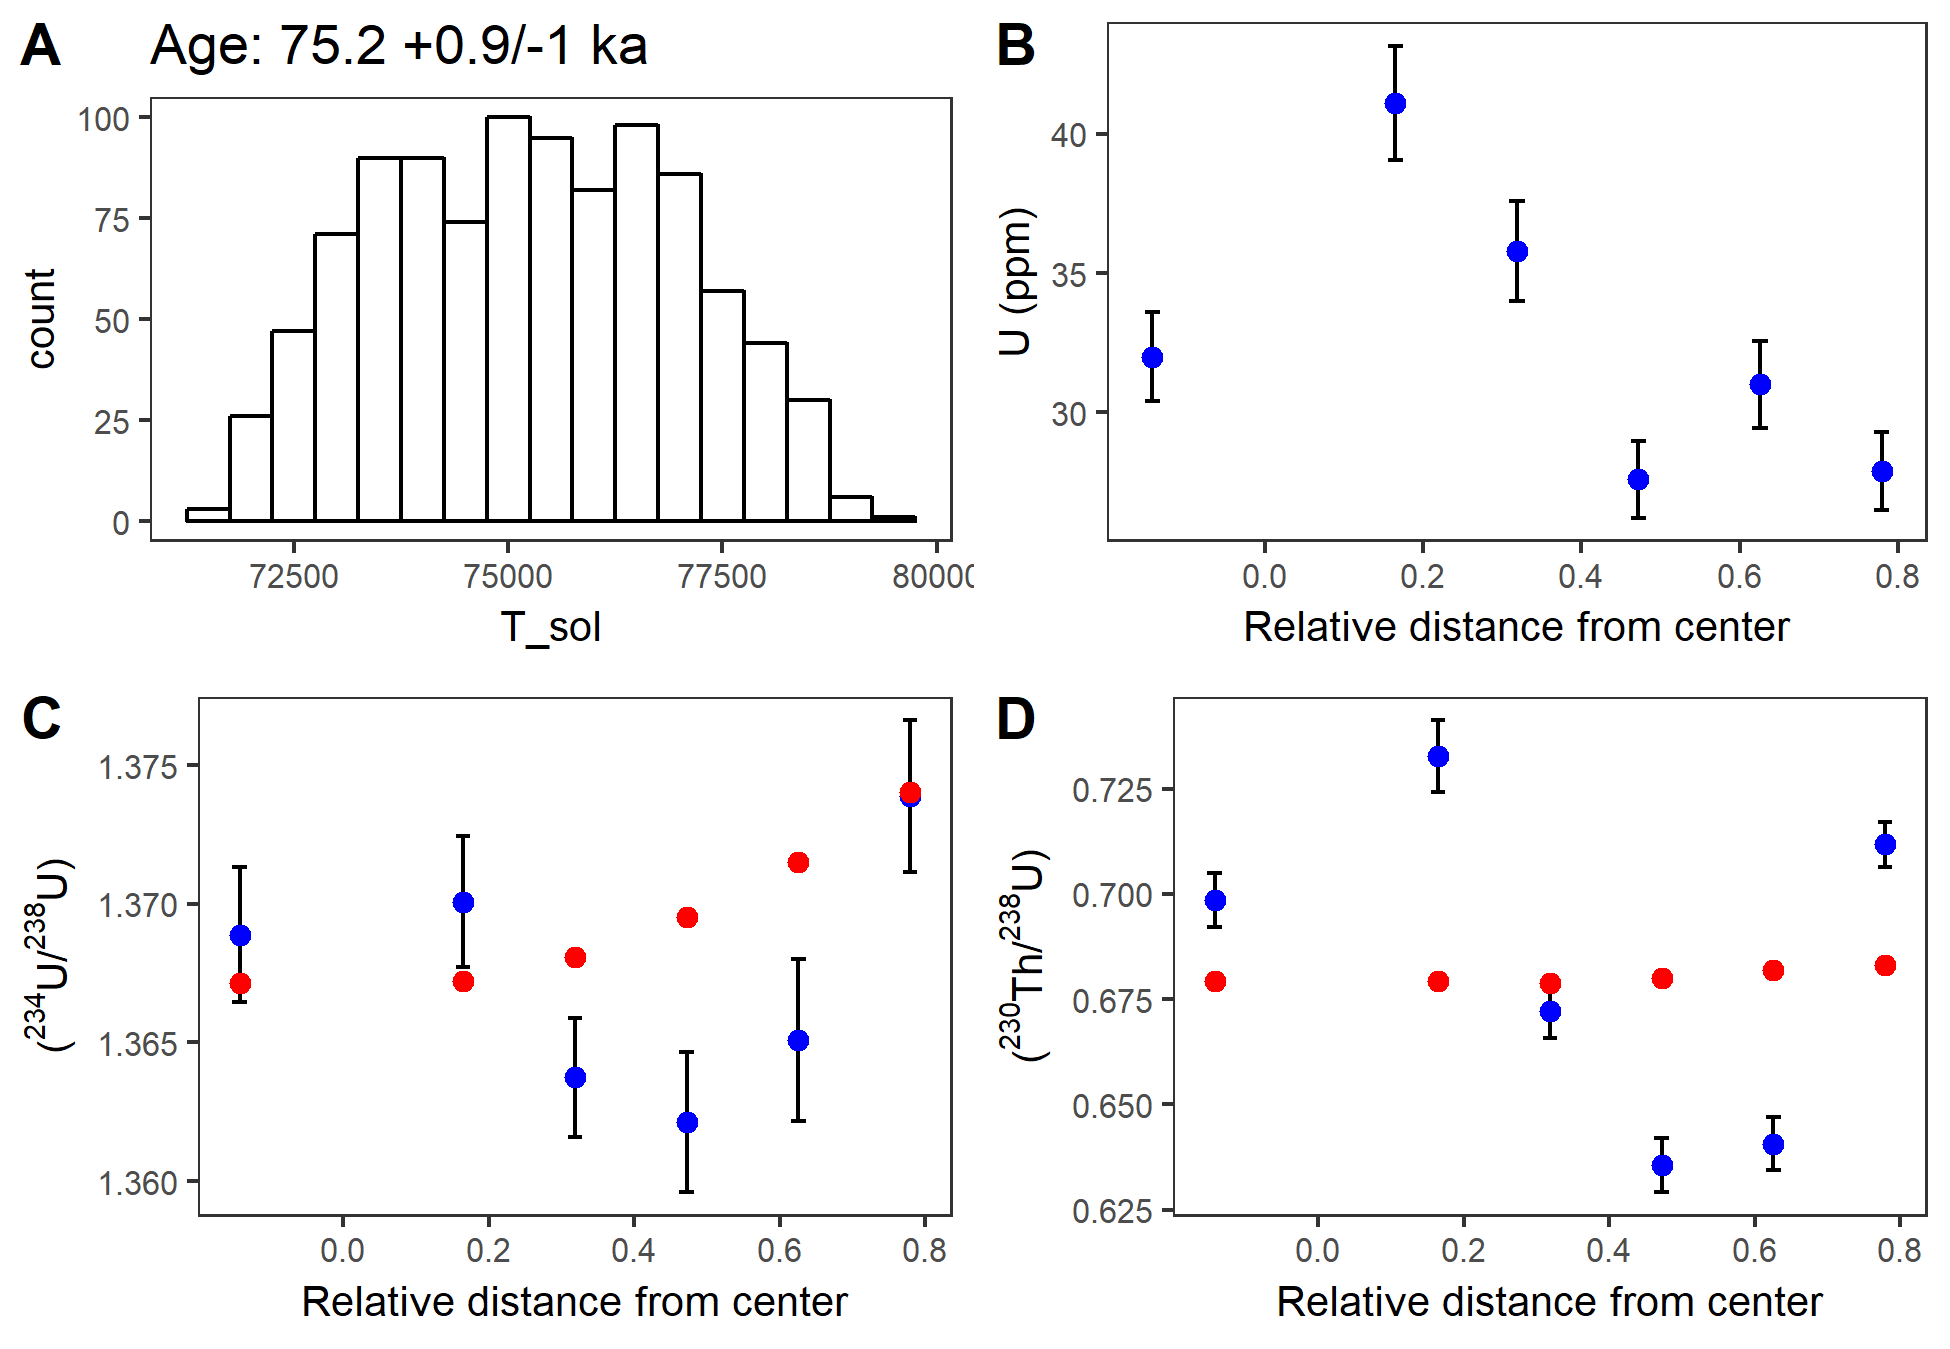 A
Age: 75.2 +0.9/-1 ka
100
75
50
25
0
count
72500
75000
77500
80000
T_sol
B
40
35
30
U (ppm)
0.0
0.2
0.4
0.6
0.8
Relative distance from center
C
1.375
1.370
1.365
1.360
(²³⁴U/²³⁸U)
0.0
0.2
0.4
0.6
0.8
Relative distance from center
D
0.725
0.700
0.675
0.650
0.625
(²³⁰Th/²³⁸U)
0.0
0.2
0.4
0.6
0.8
Relative distance from center